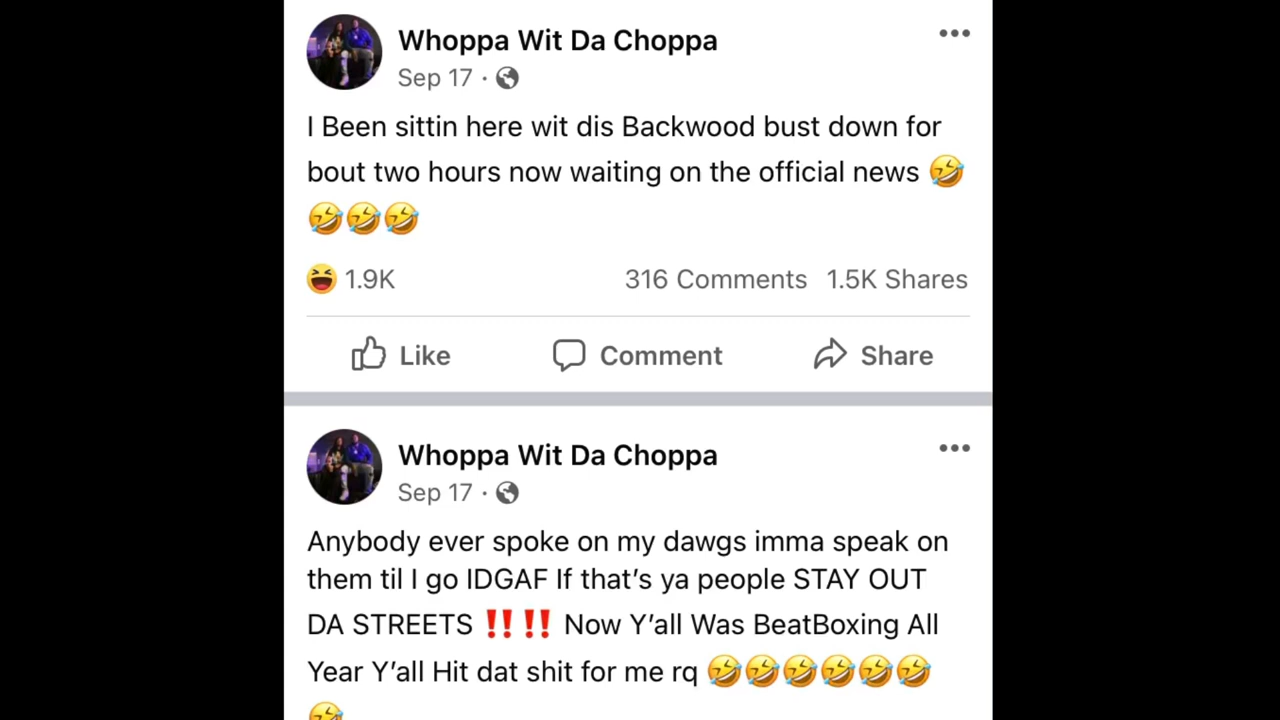 Whoppa Wit Da Choppa
Sep 17 ·
I Been sittin here wit dis Backwood bust down for
bout two hours now waiting on the official news 🤣
🤣🤣🤣
1.9K 316 Comments 1.5K Shares
Like Comment Share
Whoppa Wit Da Choppa
Sep 17 ·
Anybody ever spoke on my dawgs imma speak on
them til I go IDGAF If that's ya people STAY OUT
DA STREETS ‼️‼️ Now Y'all Was BeatBoxing All
Year Y'all Hit dat shit for me rq 🤣🤣🤣🤣🤣🤣
🤣